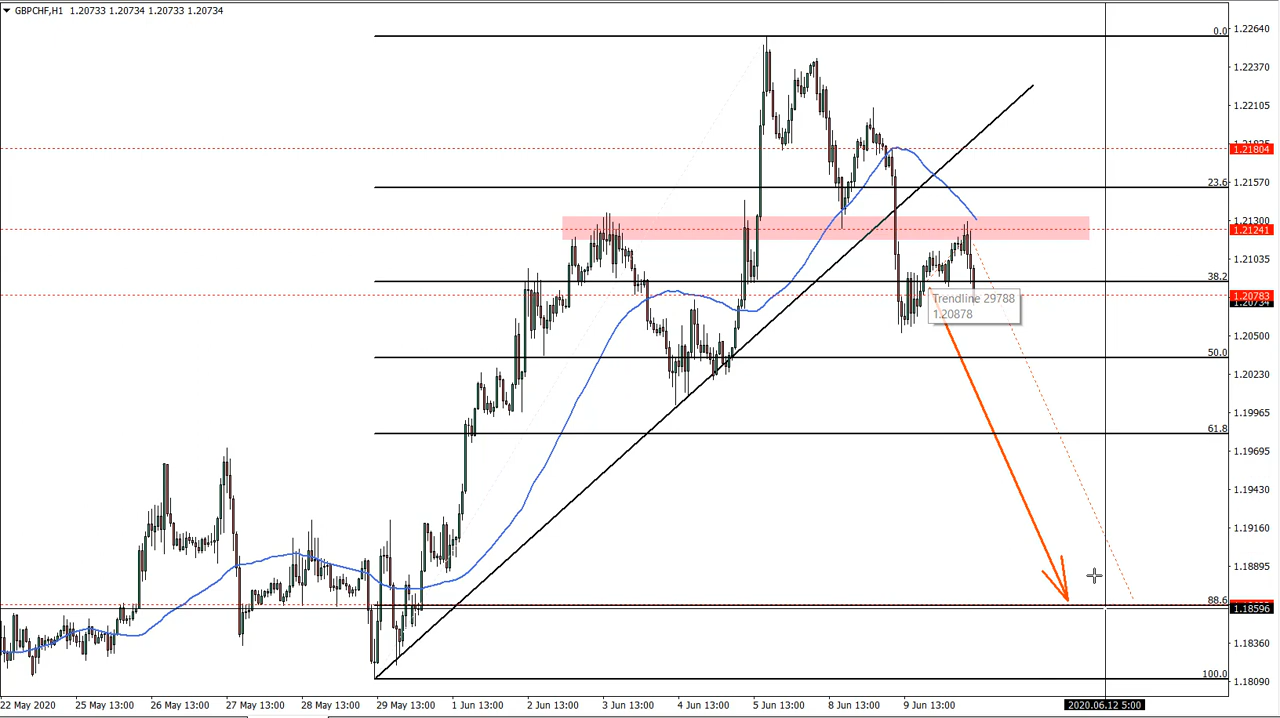 GBPCHF,H1 1.20733 1.20734 1.20733 1.20734
0.0
1.22640
1.22370
1.22105
1.21804
23.6
1.21570
1.21300
1.21241
1.21035
38.2
1.20783
Trendline 29788
1.20878
1.20500
50.0
1.20230
1.19965
61.8
1.19695
1.19430
1.19160
1.18895
88.6
1.18596
1.18360
100.0
1.18090
22 May 2020
25 May 13:00
26 May 13:00
27 May 13:00
28 May 13:00
29 May 13:00
1 Jun 13:00
2 Jun 13:00
3 Jun 13:00
4 Jun 13:00
5 Jun 13:00
8 Jun 13:00
9 Jun 13:00
2020.06.12 5:00